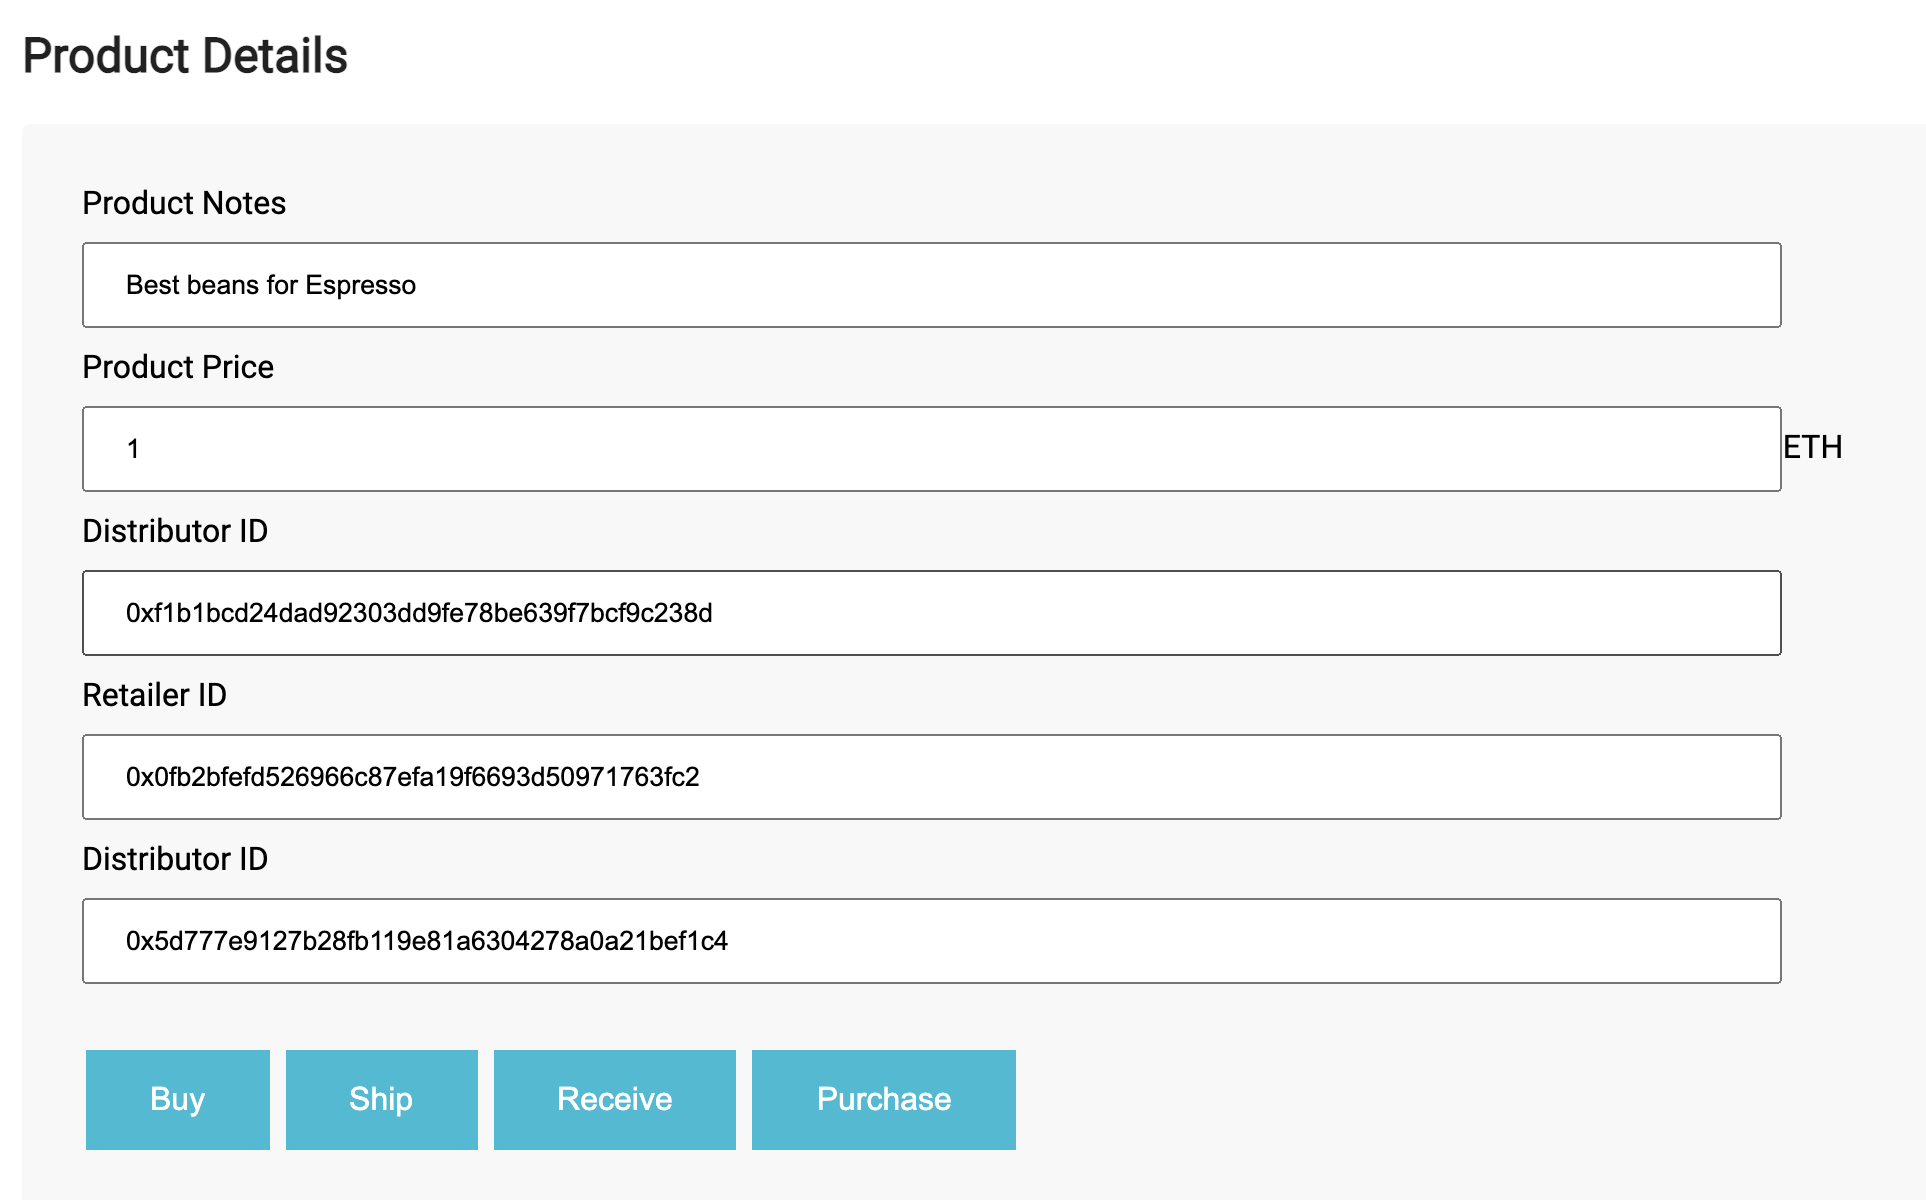 Product Details
Product Notes
Best beans for Espresso
Product Price
1
ETH
Distributor ID
0xf1b1bcd24dad92303dd9fe78be639f7bcf9c238d
Retailer ID
0x0fb2bfefd526966c87efa19f6693d50971763fc2
Distributor ID
0x5d777e9127b28fb119e81a6304278a0a21bef1c4
Buy Ship Receive Purchase